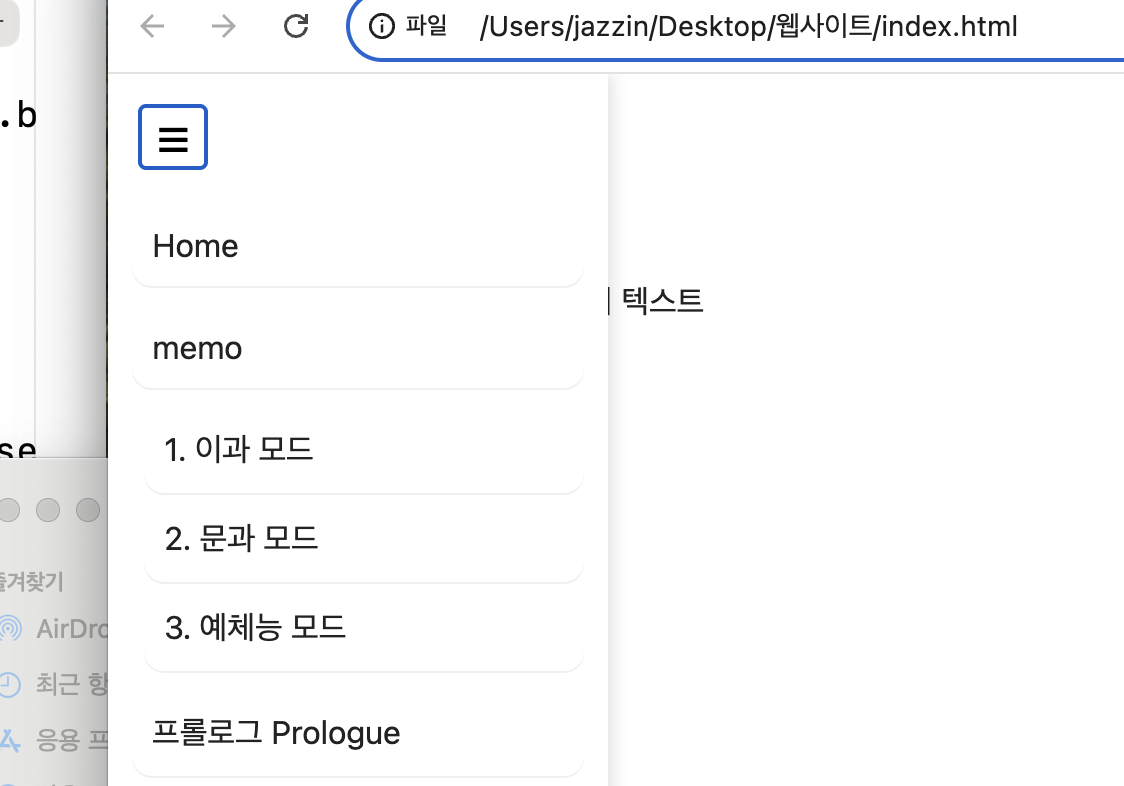 파일 /Users/jazzin/Desktop/웹사이트/index.html
.b
Home
텍스트
memo
se
1. 이과 모드
2. 문과 모드
3. 예체능 모드
즐겨찾기
AirDro
최근 항
응용 프
프롤로그 Prologue